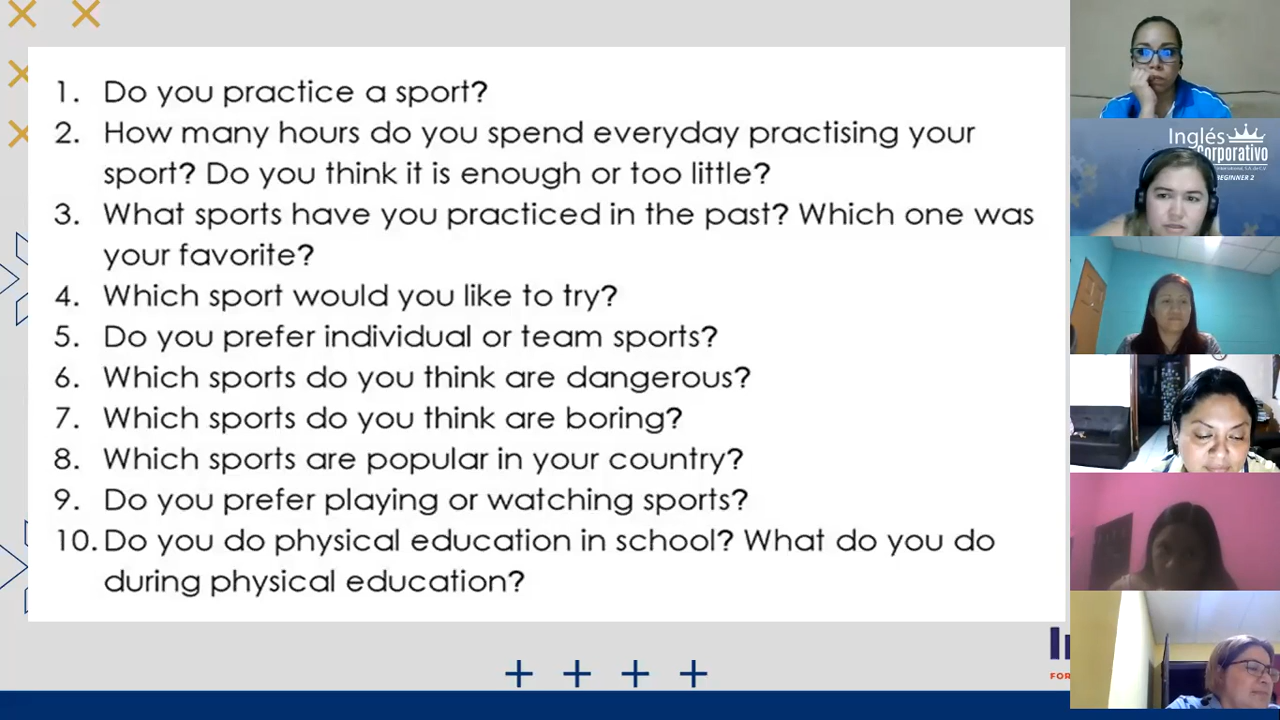 1. Do you practice a sport?
2. How many hours do you spend everyday practising your
sport? Do you think it is enough or too little?
3. What sports have you practiced in the past? Which one was
your favorite?
4. Which sport would you like to try?
5. Do you prefer individual or team sports?
6. Which sports do you think are dangerous?
7. Which sports do you think are boring?
8. Which sports are popular in your country?
9. Do you prefer playing or watching sports?
10. Do you do physical education in school? What do you do
during physical education?
Inglés
Corporativo
BEGINNER 2